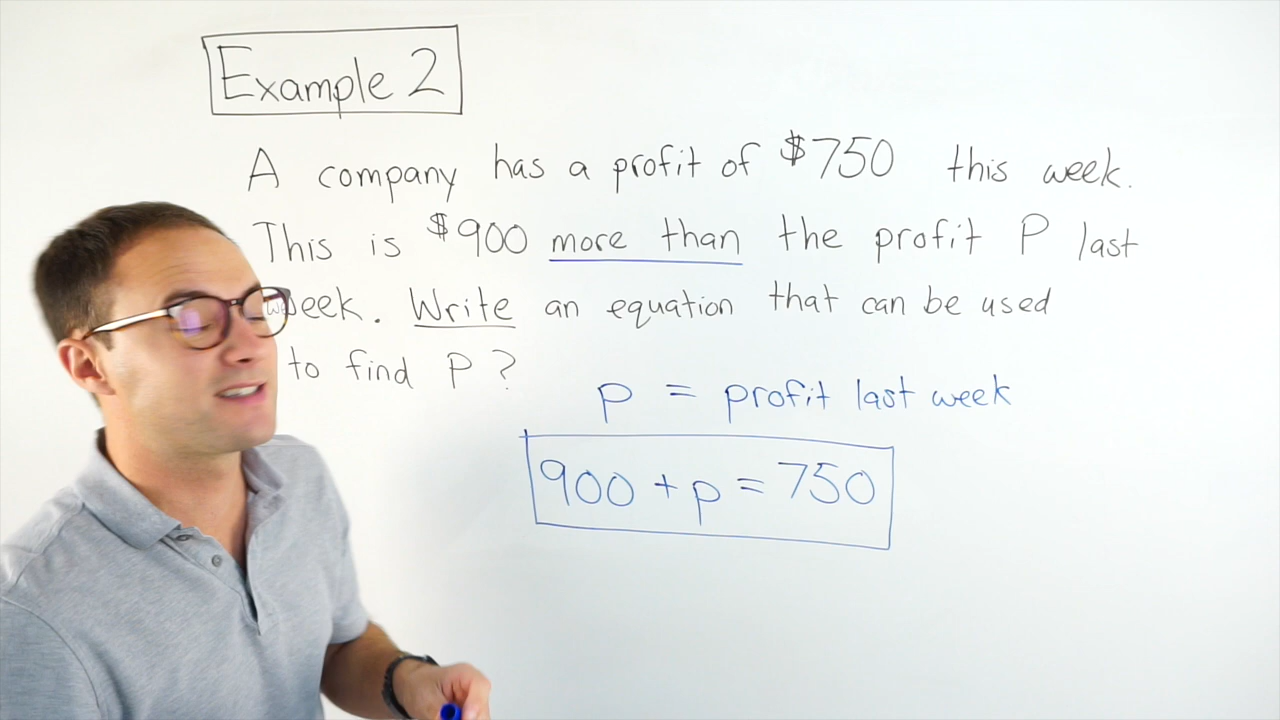 Example 2
A company has a profit of $750 this week.
This is $900 more than the profit P last
week. Write an equation that can be used
to find P?
p = profit last week
900 + p = 750